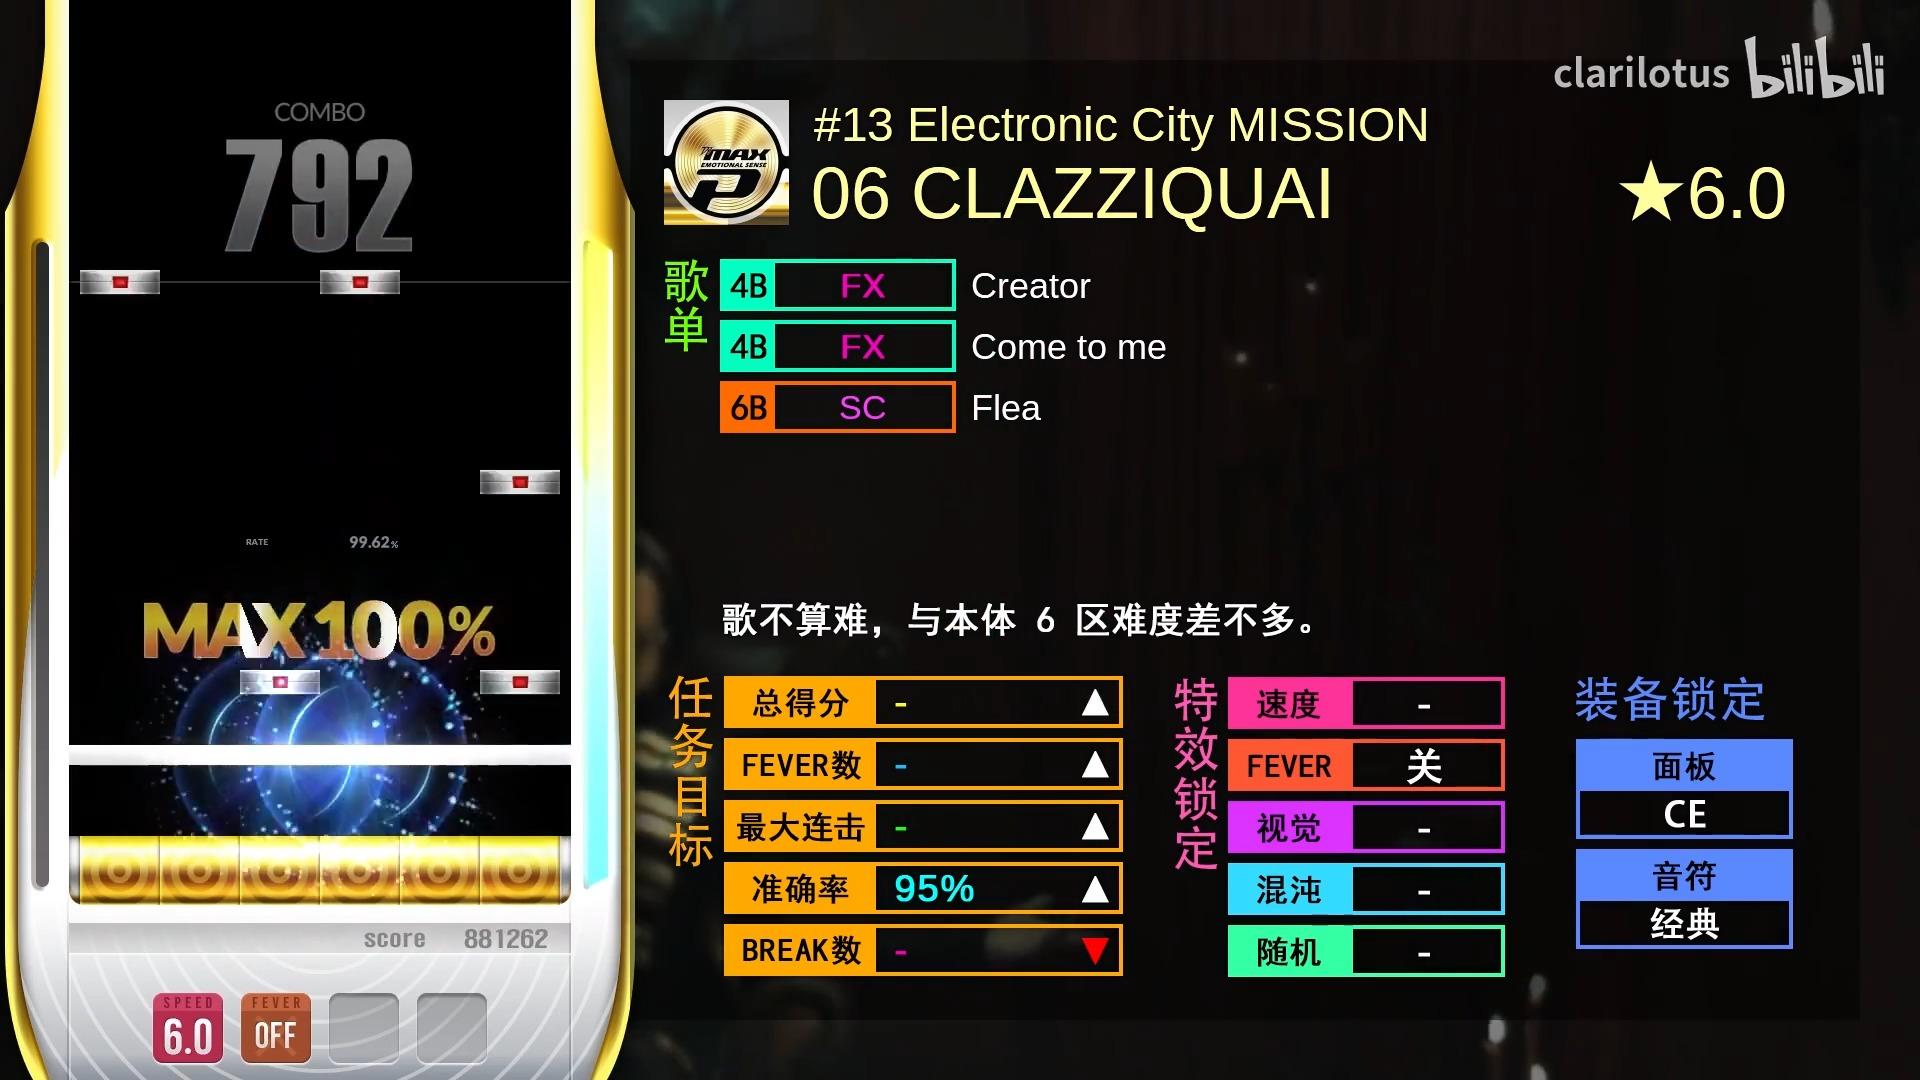 COMBO
792
RATE 99.62%
MAX 100%
score 881262
SPEED
6.0
FEVER
OFF
clarilotus bilibili
MAX
EMOTIONAL SENSE
#13 Electronic City MISSION
06 CLAZZIQUAI
★6.0
歌单
4B FX Creator
4B FX Come to me
6B SC Flea
歌不算难，与本体 6 区难度差不多。
任务目标
总得分 - ▲
FEVER数 - ▲
最大连击 - ▲
准确率 95% ▲
BREAK数 - ▼
特效锁定
速度 -
FEVER 关
视觉 -
混沌 -
随机 -
装备锁定
面板
CE
音符
经典